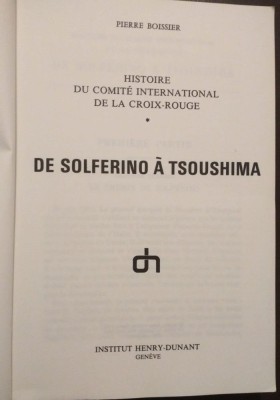 PIERRE BOISSIER
HISTOIRE
DU COMITÉ INTERNATIONAL
DE LA CROIX-ROUGE
•
DE SOLFERINO À TSOUSHIMA
INSTITUT HENRY-DUNANT
GENÈVE